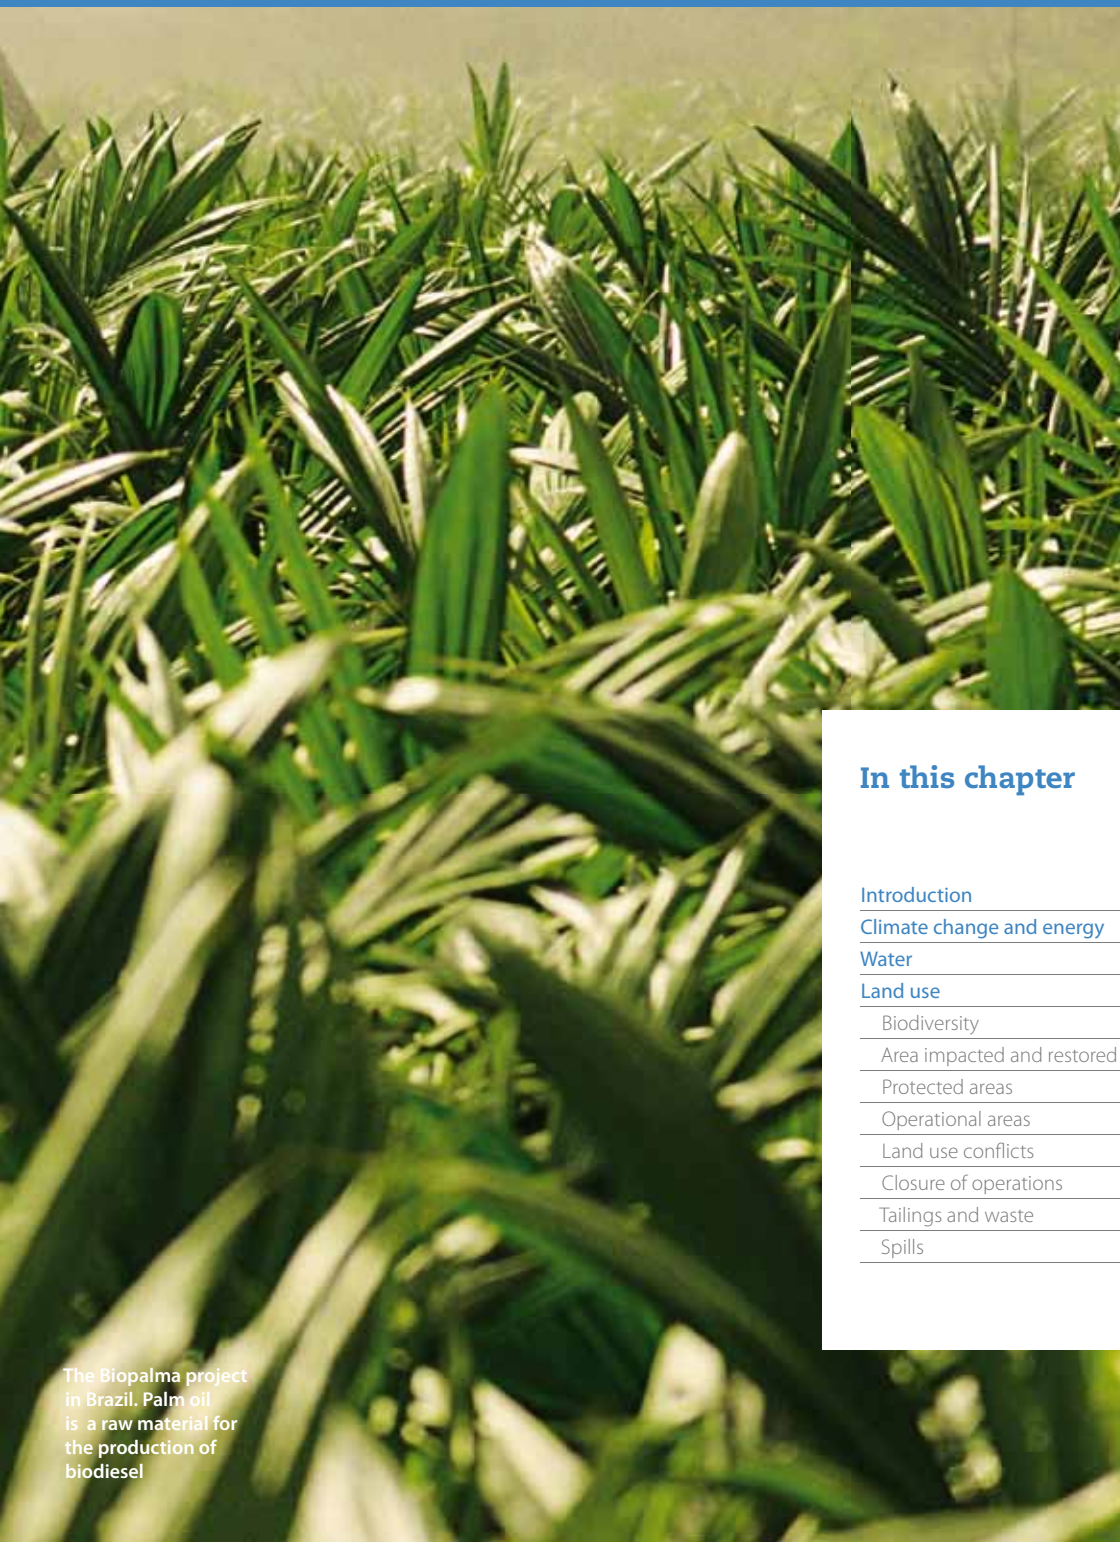 In this chapter
Introduction
Climate change and energy
Water
Land use
Biodiversity
Area impacted and restored
Protected areas
Operational areas
Land use conflicts
Closure of operations
Tailings and waste
Spills
The Biopalma project
in Brazil. Palm oil
is a raw material for
the production of
biodiesel